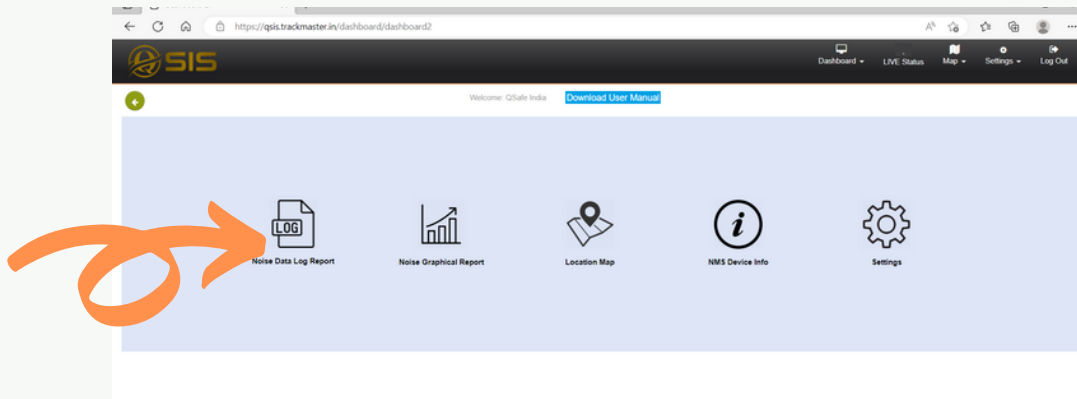 https://qsis.trackmaster.in/dashboard/dashboard2
SIS
Dashboard LIVE Status Map Settings Log Out
Welcome: QSafe India Download User Manual
LOG
Noise Data Log Report Noise Graphical Report Location Map NMS Device Info Settings